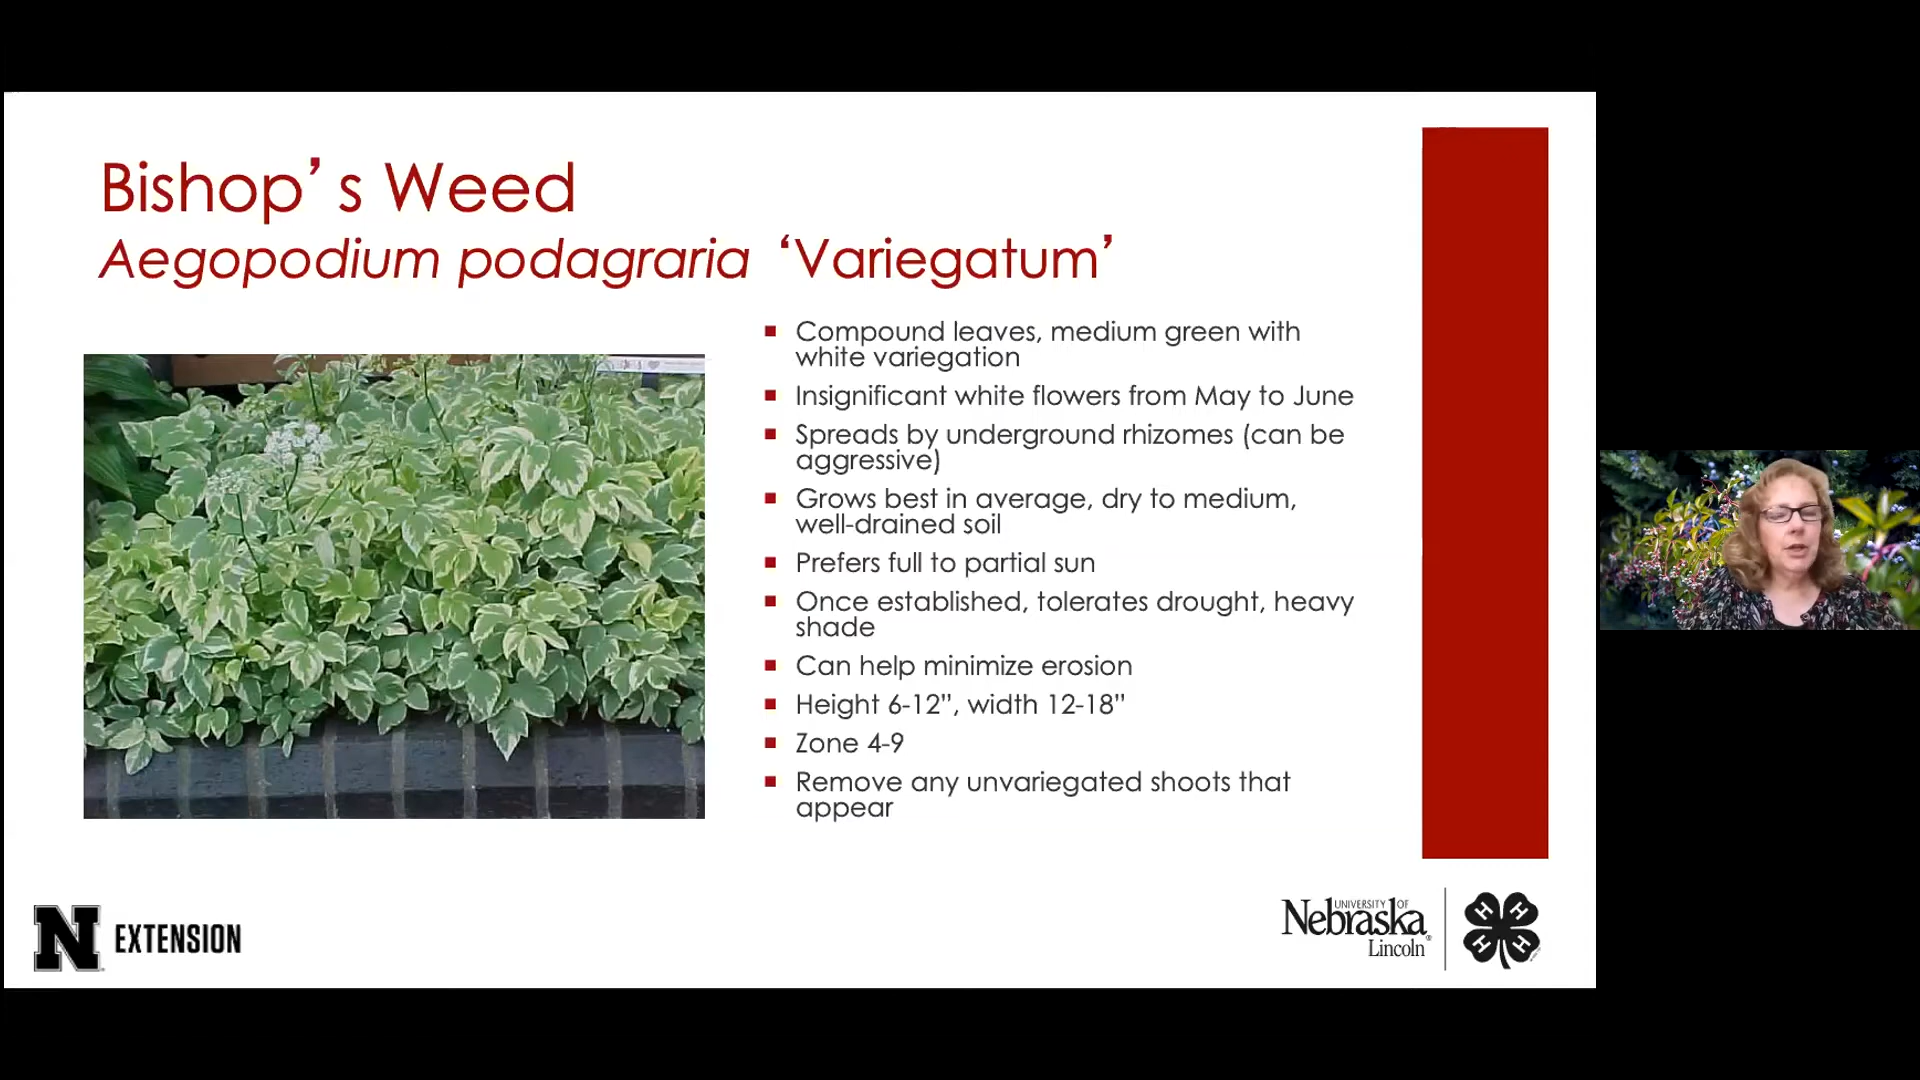 Bishop’s Weed
Aegopodium podagraria ‘Variegatum’
Compound leaves, medium green with
white variegation
Insignificant white flowers from May to June
Spreads by underground rhizomes (can be
aggressive)
Grows best in average, dry to medium,
well-drained soil
Prefers full to partial sun
Once established, tolerates drought, heavy
shade
Can help minimize erosion
Height 6-12”, width 12-18”
Zone 4-9
Remove any unvariegated shoots that
appear
N EXTENSION
UNIVERSITY OF
Nebraska®
Lincoln
H H
H H